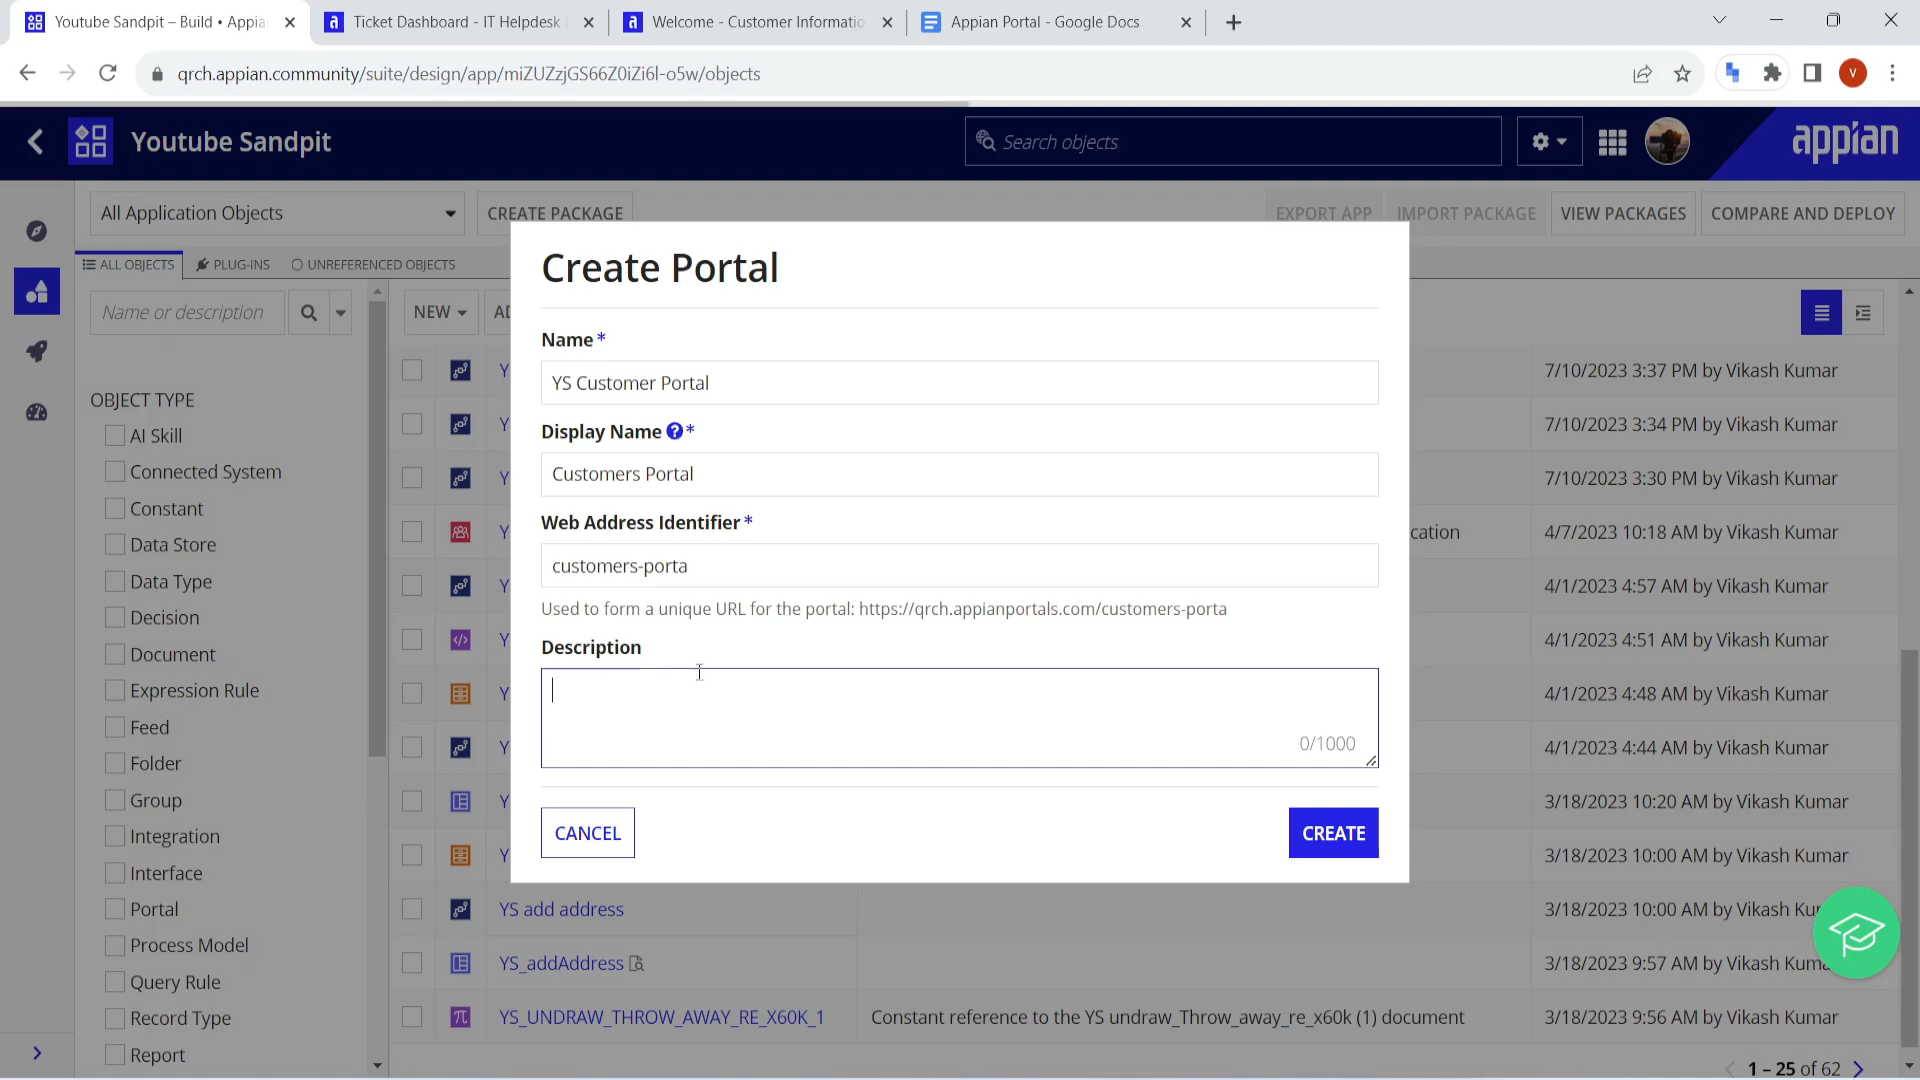 Youtube Sandpit – Build • Appia
Ticket Dashboard - IT Helpdesk
Welcome - Customer Informatio
Appian Portal - Google Docs
qrch.appian.community/suite/design/app/miZUZzjGS66Z0iZi6l-o5w/objects
V
Youtube Sandpit
Search objects
appian
All Application Objects
CREATE PACKAGE
EXPORT APP
IMPORT PACKAGE
VIEW PACKAGES
COMPARE AND DEPLOY
ALL OBJECTS
PLUG-INS
UNREFERENCED OBJECTS
Name or description
NEW
AD
OBJECT TYPE
AI Skill
Connected System
Constant
Data Store
Data Type
Decision
Document
Expression Rule
Feed
Folder
Group
Integration
Interface
Portal
Process Model
Query Rule
Record Type
Report
Create Portal
Name *
YS Customer Portal
Display Name ? *
Customers Portal
Web Address Identifier *
customers-porta
Used to form a unique URL for the portal: https://qrch.appianportals.com/customers-porta
Description
0/1000
CANCEL
CREATE
Y
7/10/2023 3:37 PM by Vikash Kumar
Y
7/10/2023 3:34 PM by Vikash Kumar
Y
7/10/2023 3:30 PM by Vikash Kumar
Y
cation
4/7/2023 10:18 AM by Vikash Kumar
Y
4/1/2023 4:57 AM by Vikash Kumar
Y
4/1/2023 4:51 AM by Vikash Kumar
Y
4/1/2023 4:48 AM by Vikash Kumar
Y
4/1/2023 4:44 AM by Vikash Kumar
Y
3/18/2023 10:20 AM by Vikash Kumar
Y
3/18/2023 10:00 AM by Vikash Kumar
YS add address
3/18/2023 10:00 AM by Vikash Ku
YS_addAddress
3/18/2023 9:57 AM by Vikash Kuma
YS_UNDRAW_THROW_AWAY_RE_X60K_1
Constant reference to the YS undraw_Throw_away_re_x60k (1) document
3/18/2023 9:56 AM by Vikash Kumar
1 – 25 of 62